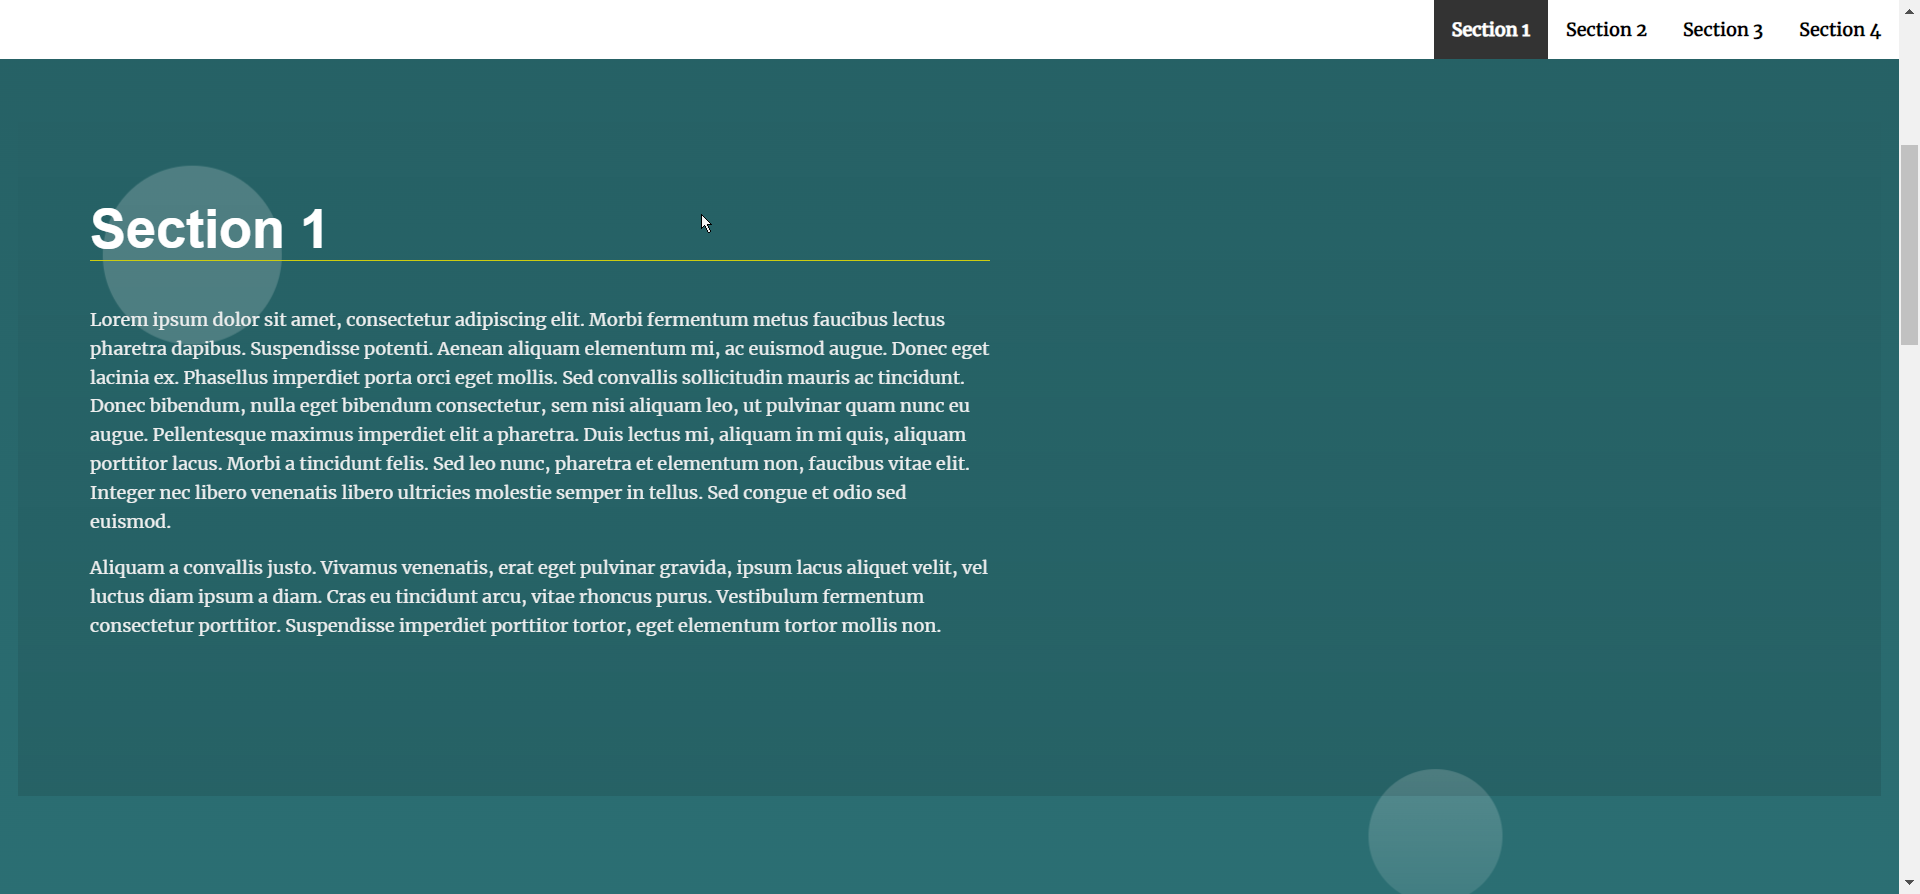 Section 1 Section 2 Section 3 Section 4
Section 1
Lorem ipsum dolor sit amet, consectetur adipiscing elit. Morbi fermentum metus faucibus lectus
pharetra dapibus. Suspendisse potenti. Aenean aliquam elementum mi, ac euismod augue. Donec eget
lacinia ex. Phasellus imperdiet porta orci eget mollis. Sed convallis sollicitudin mauris ac tincidunt.
Donec bibendum, nulla eget bibendum consectetur, sem nisi aliquam leo, ut pulvinar quam nunc eu
augue. Pellentesque maximus imperdiet elit a pharetra. Duis lectus mi, aliquam in mi quis, aliquam
porttitor lacus. Morbi a tincidunt felis. Sed leo nunc, pharetra et elementum non, faucibus vitae elit.
Integer nec libero venenatis libero ultricies molestie semper in tellus. Sed congue et odio sed
euismod.
Aliquam a convallis justo. Vivamus venenatis, erat eget pulvinar gravida, ipsum lacus aliquet velit, vel
luctus diam ipsum a diam. Cras eu tincidunt arcu, vitae rhoncus purus. Vestibulum fermentum
consectetur porttitor. Suspendisse imperdiet porttitor tortor, eget elementum tortor mollis non.